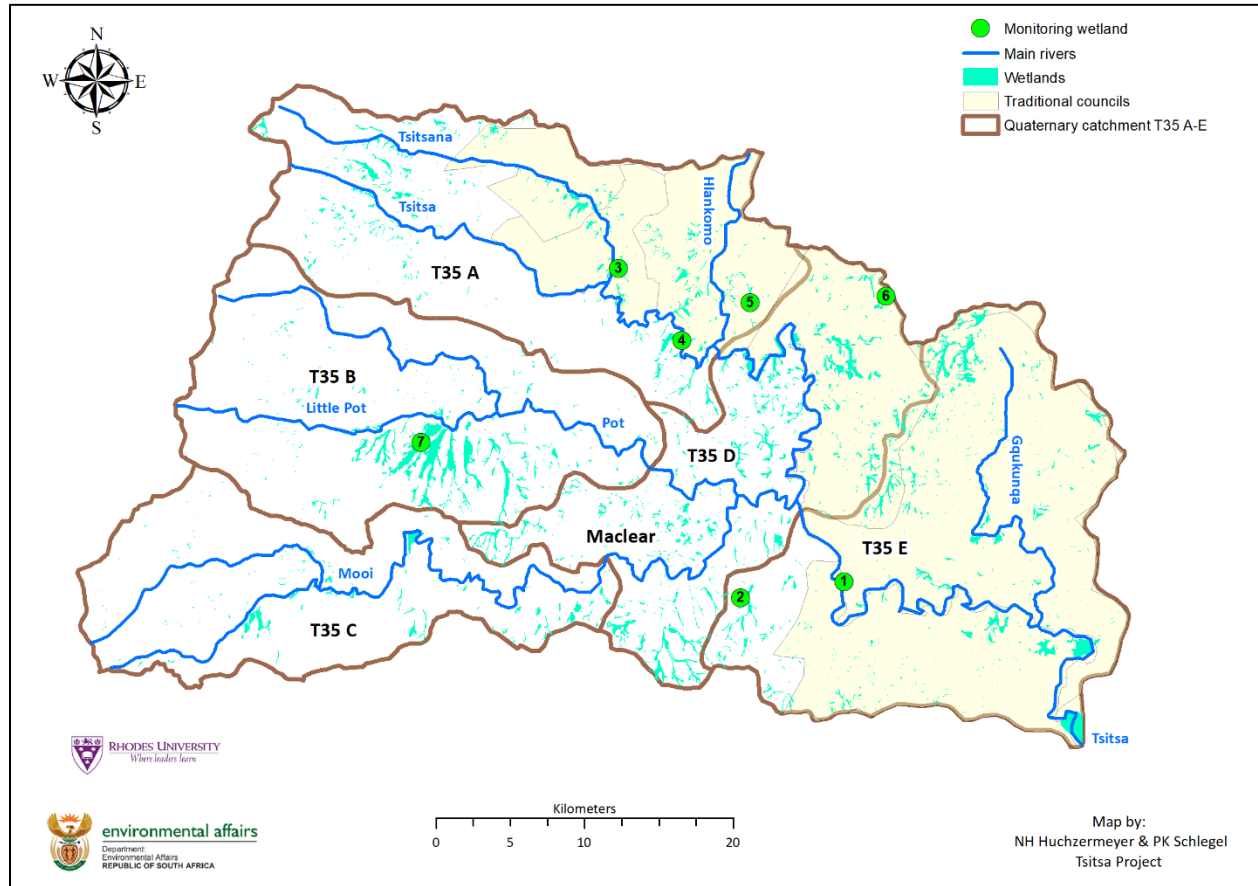 N
W
E
S
Monitoring wetland
Main rivers
Wetlands
Traditional councils
Quaternary catchment T35 A-E
Tsitsana
Tsitsa
Hlankomo
T35 A
3
5
6
4
T35 B
Little Pot
Pot
7
T35 D
Gqukunqa
Maclear
T35 E
Mooi
1
2
T35 C
Tsitsa
RHODES UNIVERSITY
Where leaders learn
environmental affairs
Department:
Environmental Affairs
REPUBLIC OF SOUTH AFRICA
Kilometers
0 5 10 20
Map by:
NH Huchzermeyer & PK Schlegel
Tsitsa Project